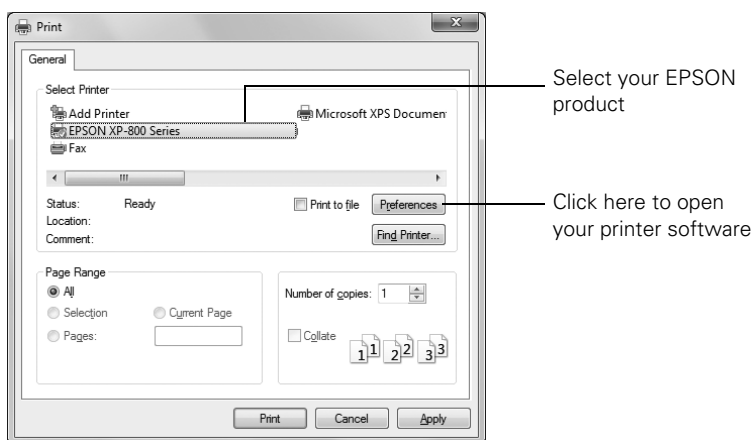 Print
x
General
Select Printer
Add Printer
Microsoft XPS Documen
EPSON XP-800 Series
Fax
Select your EPSON
product
Status: Ready
Print to file
Preferences
Location:
Comment:
Find Printer...
Click here to open
your printer software
Page Range
All
Selection
Current Page
Pages:
Number of copies: 1
Collate
1 1 2 2 3 3
Print
Cancel
Apply